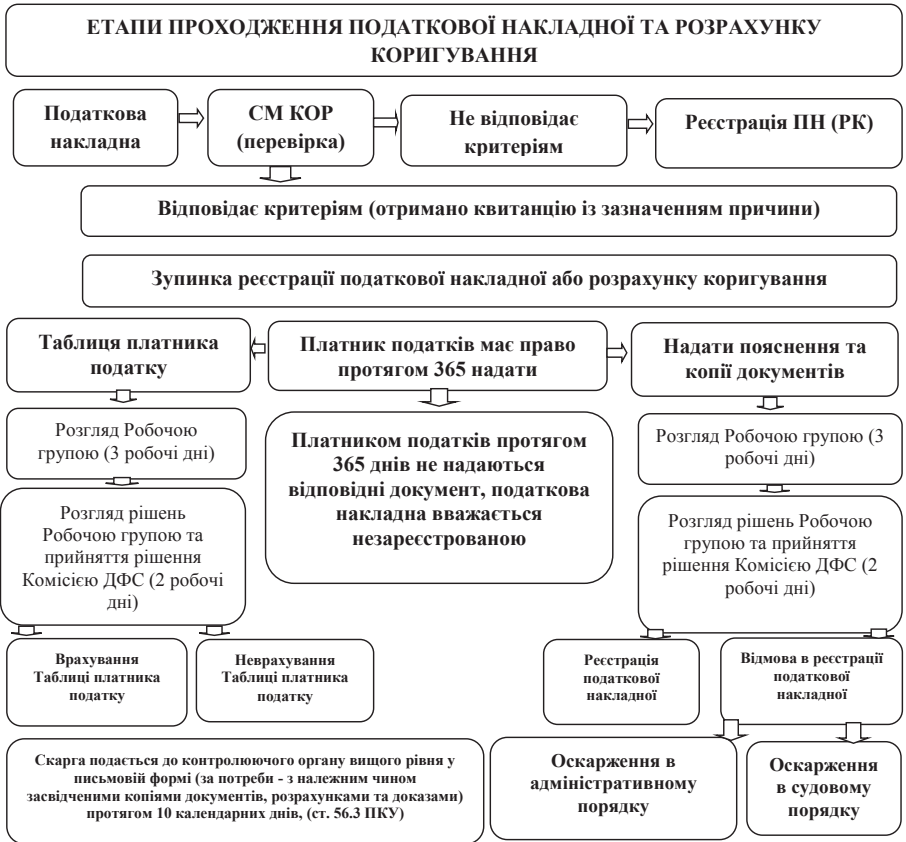 ЕТАПИ ПРОХОДЖЕННЯ ПОДАТКОВОЇ НАКЛАДНОЇ ТА РОЗРАХУНКУ
КОРИГУВАННЯ
Податкова
накладна
СМ КОР
(перевірка)
Не відповідає
критеріям
Реєстрація ПН (РК)
Відповідає критеріям (отримано квитанцію із зазначенням причини)
Зупинка реєстрації податкової накладної або розрахунку коригування
Таблиця платника
податку
Платник податків має право
протягом 365 надати
Надати пояснення та
копії документів
Розгляд Робочою
групою (3 робочі дні)
Платником податків протягом
365 днів не надаються
відповідні документ, податкова
накладна вважається
незареєстрованою
Розгляд Робочою групою (3
робочі дні)
Розгляд рішень
Робочою групою та
прийняття рішення
Комісією ДФС (2 робочі
дні)
Розгляд рішень Робочою
групою та прийняття
рішення Комісією ДФС (2
робочі дні)
Врахування
Таблиці платника
податку
Неврахування
Таблиці платника
податку
Реєстрація
податкової
накладної
Відмова в реєстрації
податкової
накладної
Скарга подається до контролюючого органу вищого рівня у
письмовій формі (за потреби - з належним чином
засвідченими копіями документів, розрахунками та доказами)
протягом 10 календарних днів, (ст. 56.3 ПКУ)
Оскарження в
адміністративному
порядку
Оскарження
в судовому
порядку